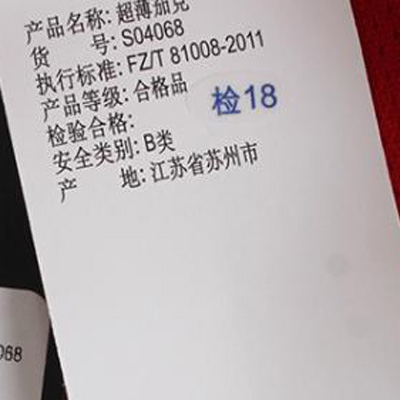 产品名称: 超薄茄克
货 号: S04068
执行标准: FZ/T 81008-2011
产品等级: 合格品
检验合格: 检18
安全类别: B类
产 地: 江苏省苏州市
068